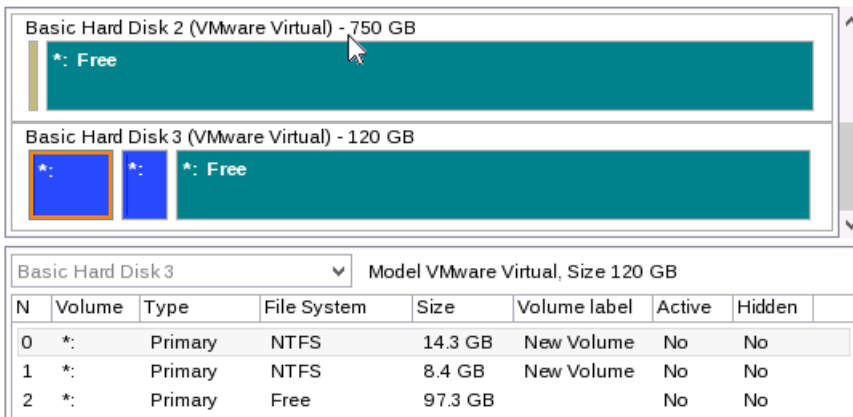 Basic Hard Disk 2 (VMware Virtual) - 750 GB
*: Free
Basic Hard Disk 3 (VMware Virtual) - 120 GB
*: *: *: Free
Basic Hard Disk 3 Model VMware Virtual, Size 120 GB
N Volume Type File System Size Volume label Active Hidden
0 *: Primary NTFS 14.3 GB New Volume No No
1 *: Primary NTFS 8.4 GB New Volume No No
2 *: Primary Free 97.3 GB No No